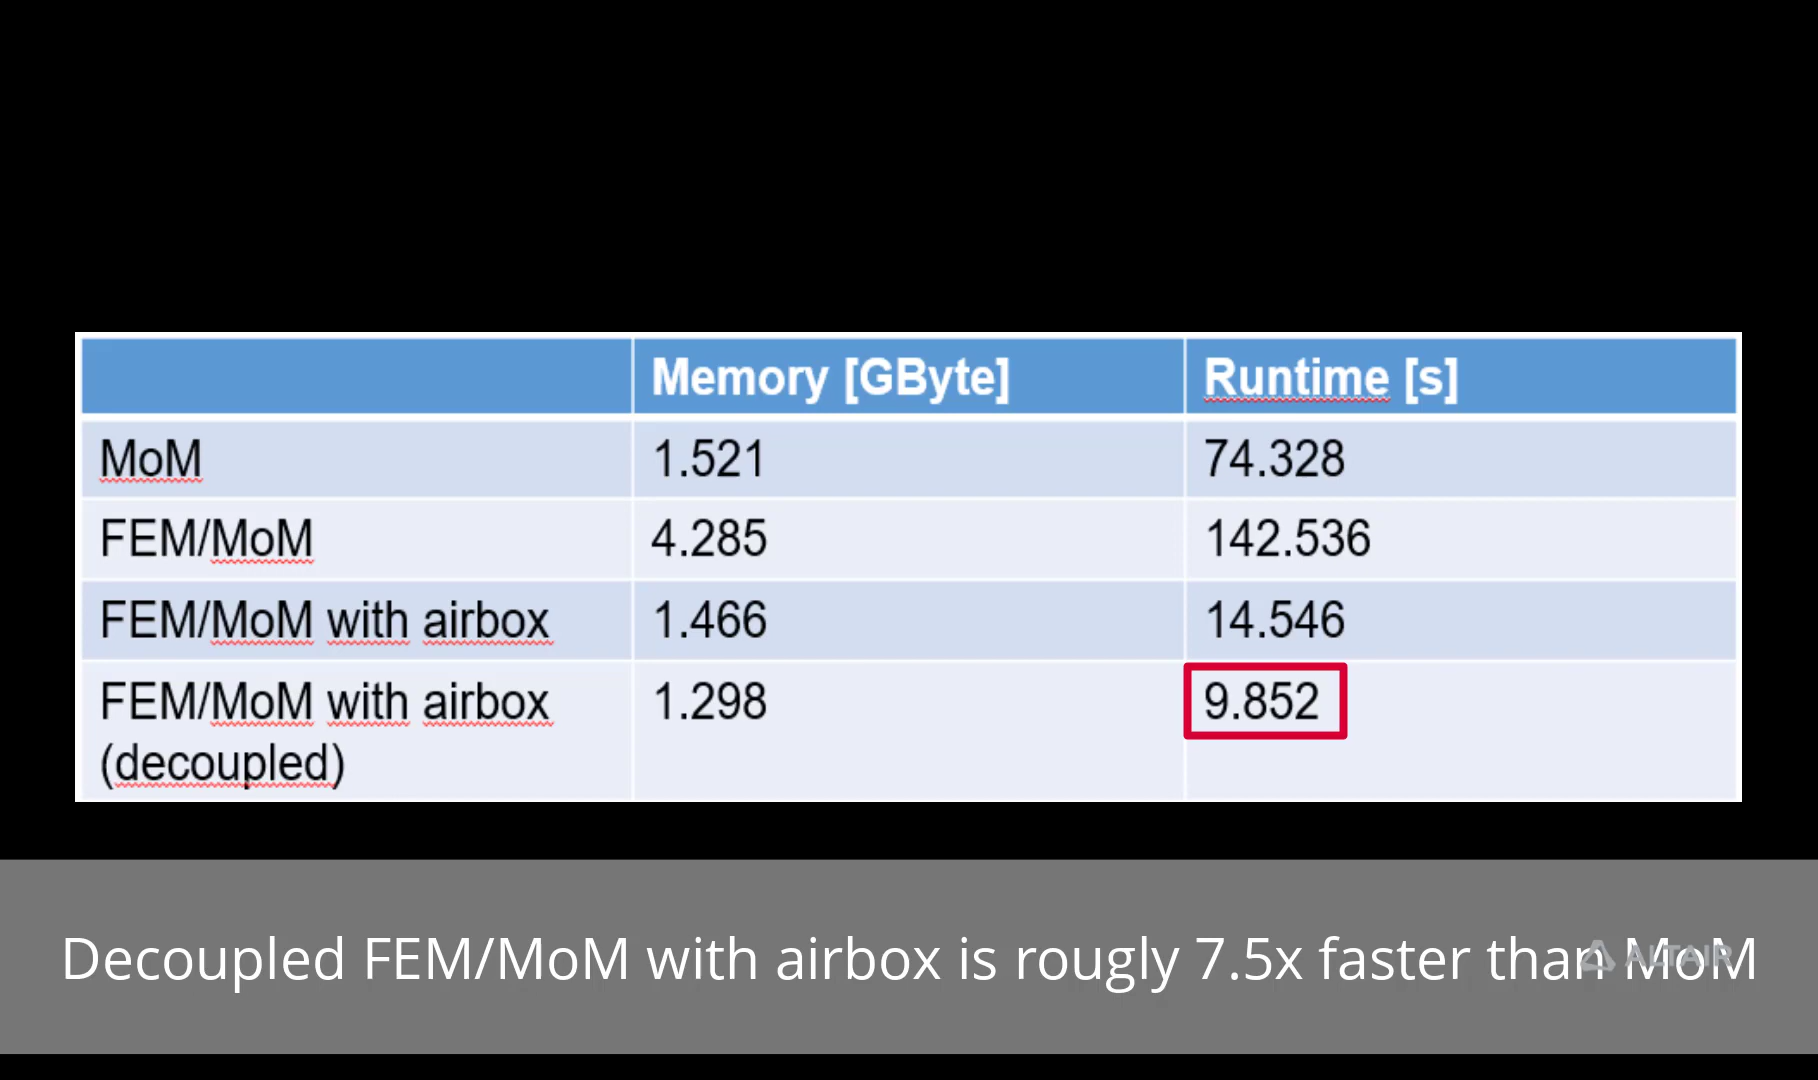 Memory [GByte] Runtime [s]
MoM 1.521 74.328
FEM/MoM 4.285 142.536
FEM/MoM with airbox 1.466 14.546
FEM/MoM with airbox 1.298 9.852
(decoupled)
Decoupled FEM/MoM with airbox is rougly 7.5x faster than MoM
ALTAIR